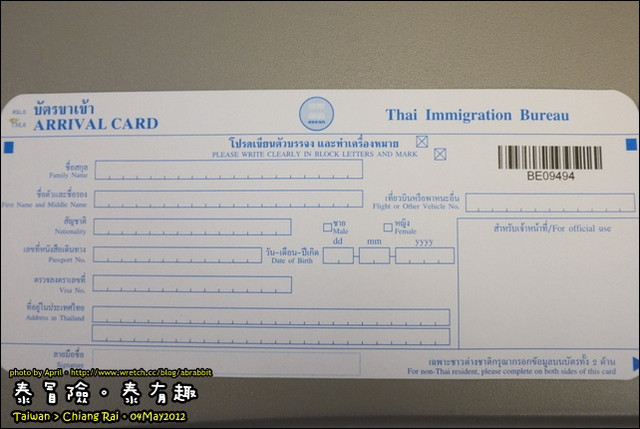 ตม.6 บัตรขาเข้า
T.M.6 ARRIVAL CARD
Thai Immigration Bureau
โปรดเขียนตัวบรรจง และทำเครื่องหมาย
PLEASE WRITE CLEARLY IN BLOCK LETTERS AND MARK
BE09494
ชื่อสกุล
Family Name
ชื่อตัวและชื่อรอง
First Name and Middle Name
เที่ยวบินหรือพาหนะอื่น
Flight or Other Vehicle No.
สัญชาติ
Nationality
ชาย
Male
หญิง
Female
สำหรับเจ้าหน้าที่/For official use
เลขที่หนังสือเดินทาง
Passport No.
วัน-เดือน-ปีเกิด
Date of Birth
dd mm yyyy
ตรวจลงตราเลขที่
Visa No.
ที่อยู่ในประเทศไทย
Address in Thailand
ลายมือชื่อ
เฉพาะชาวต่างชาติกรุณากรอกข้อมูลบนบัตรทั้ง 2 ด้าน
For non-Thai resident, please complete on both sides of this card
photo by April・http://www.wretch.cc/blog/abrabbit
泰冒險。泰有趣
Taiwan > Chiang Rai・04May2012